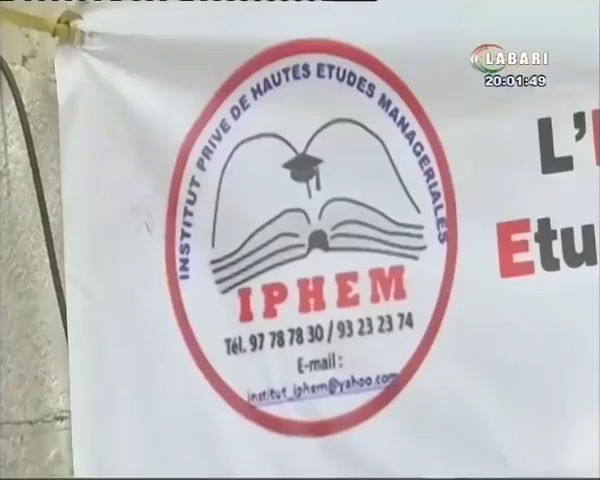 LABARI
20:01:49
INSTITUT PRIVE DE HAUTES ETUDES MANAGERIALES
IPHEM
Tél. 97 78 78 30 / 93 23 23 74
E-mail :
institut_iphem@yahoo.com
L'
Etu